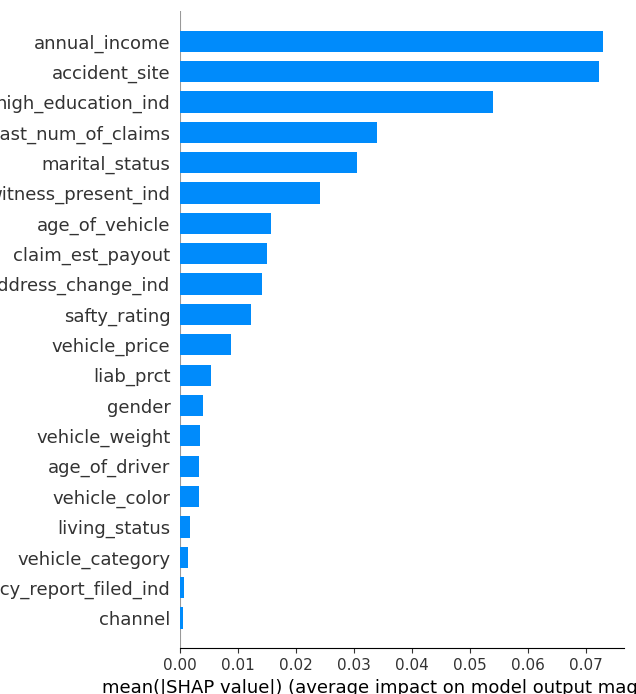 annual_income
accident_site
high_education_ind
ast_num_of_claims
marital_status
witness_present_ind
age_of_vehicle
claim_est_payout
ddress_change_ind
safty_rating
vehicle_price
liab_prct
gender
vehicle_weight
age_of_driver
vehicle_color
living_status
vehicle_category
cy_report_filed_ind
channel
0.00 0.01 0.02 0.03 0.04 0.05 0.06 0.07
mean(|SHAP value|) (average impact on model output mag